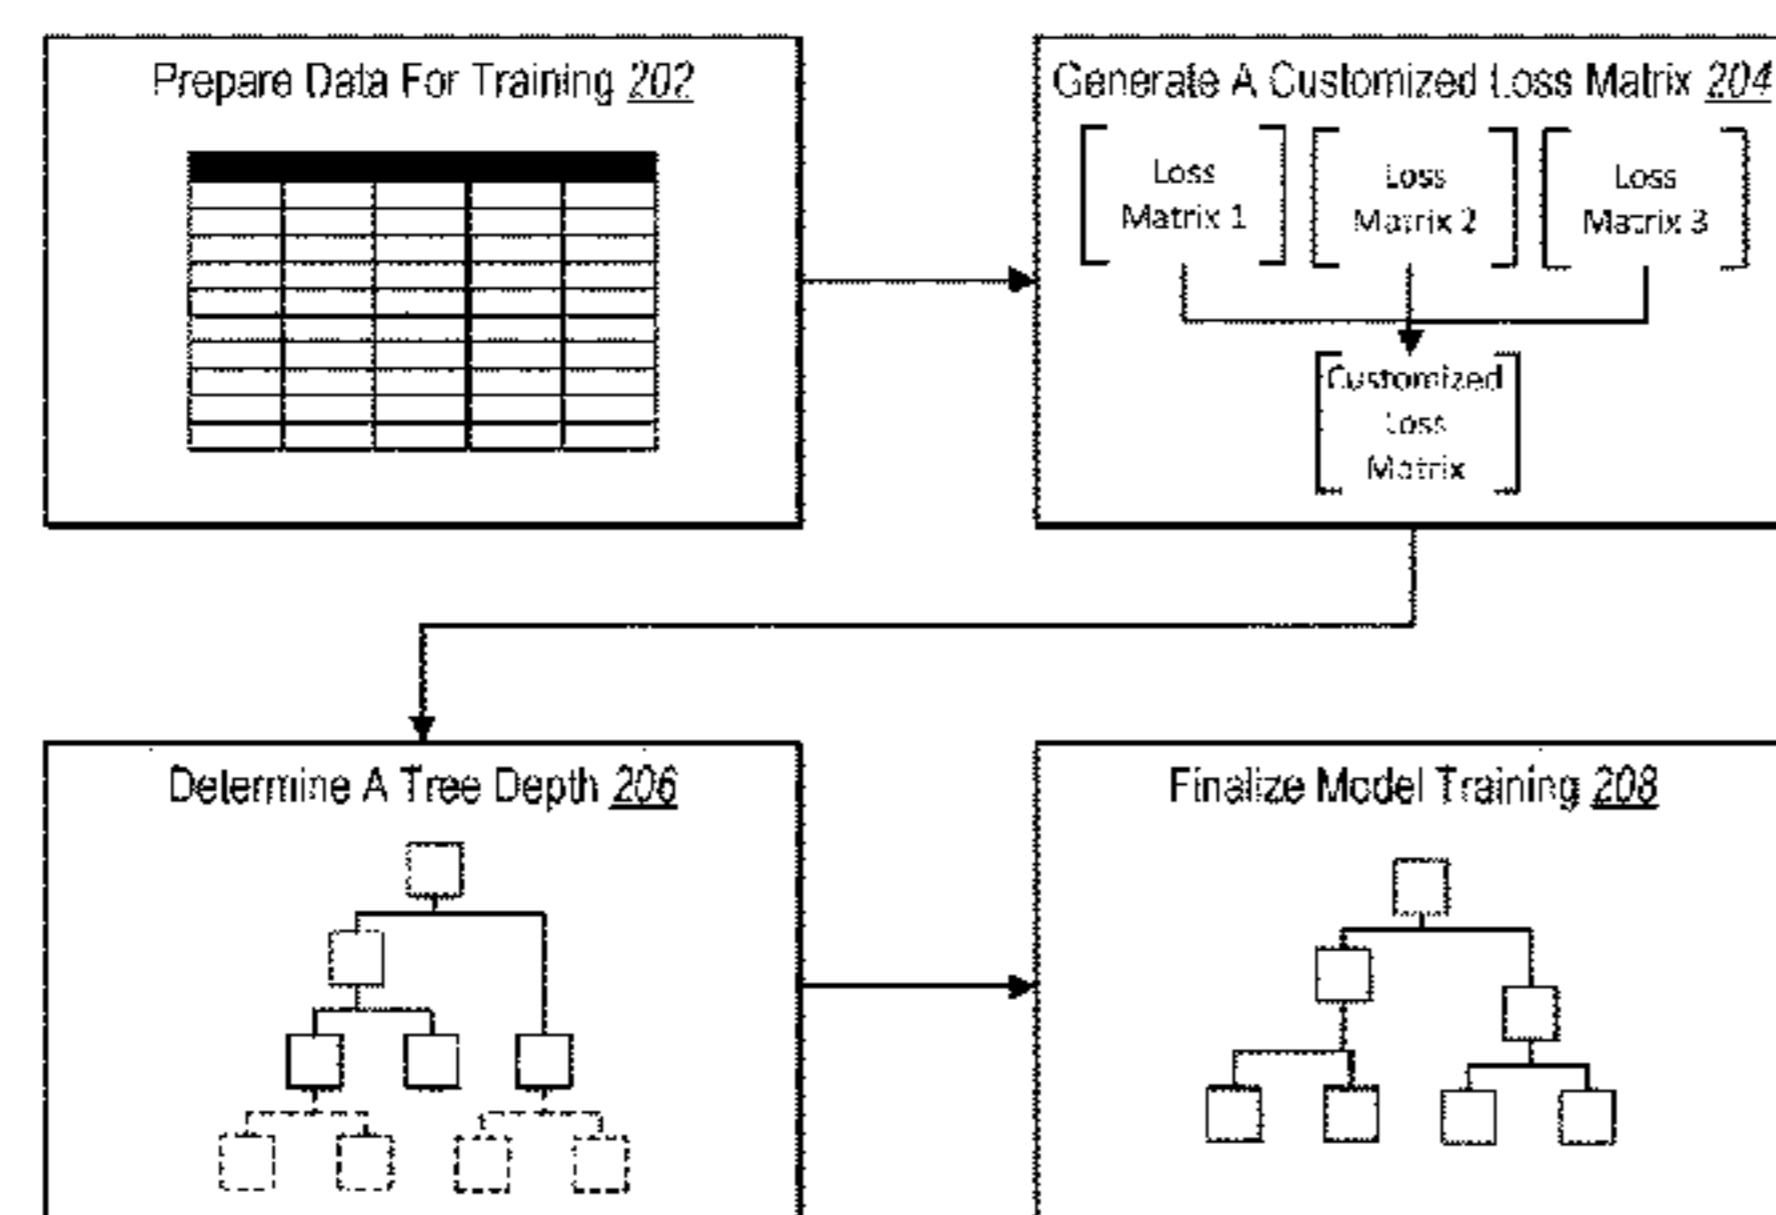 Prepare Data For Training 202
Generate A Customized Loss Matrix 204
Loss
Matrix 1
Loss
Matrix 2
Loss
Matrix 3
Customized
Loss
Matrix
Determine A Tree Depth 206
Finalize Model Training 208